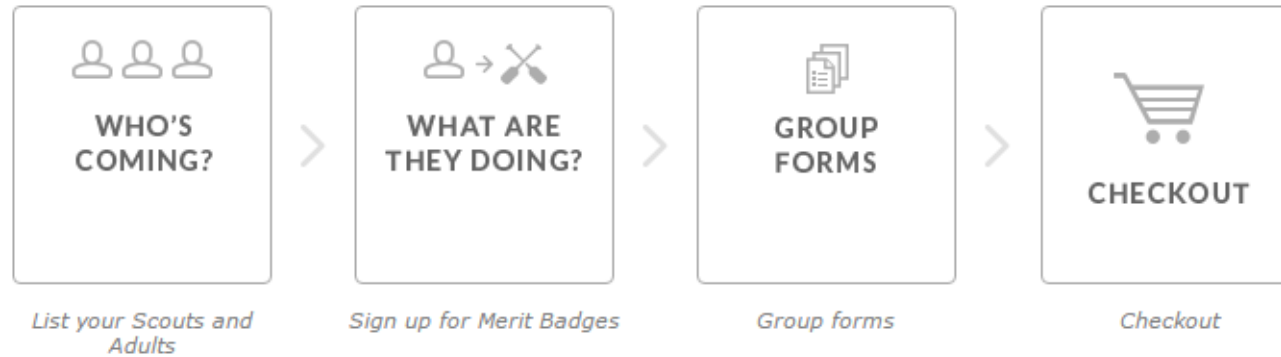 WHO'S
COMING?
WHAT ARE
THEY DOING?
GROUP
FORMS
CHECKOUT
List your Scouts and
Adults
Sign up for Merit Badges
Group forms
Checkout